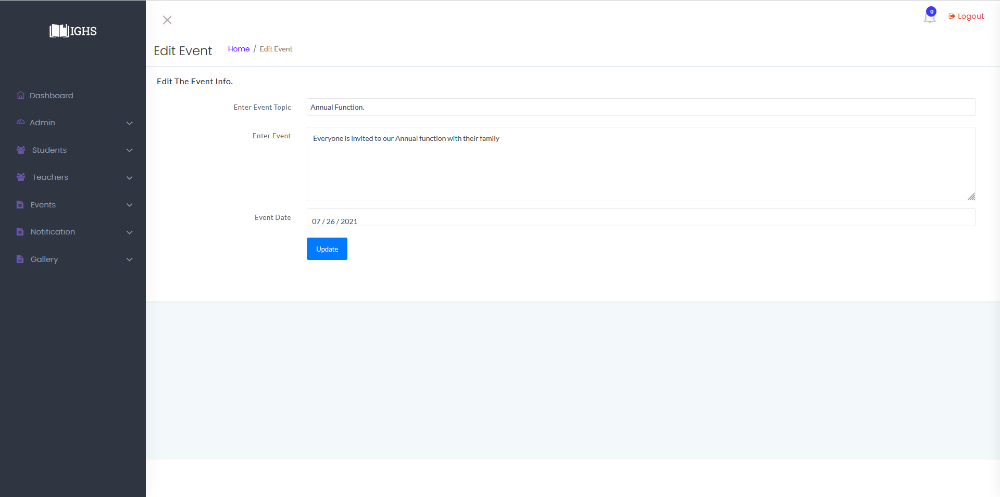 IGHS
0
Logout
Edit Event
Home / Edit Event
Edit The Event Info.
Dashboard
Admin
Students
Teachers
Events
Notification
Gallery
Enter Event Topic
Annual Function.
Enter Event
Everyone is invited to our Annual function with their family
Event Date
07 / 26 / 2021
Update